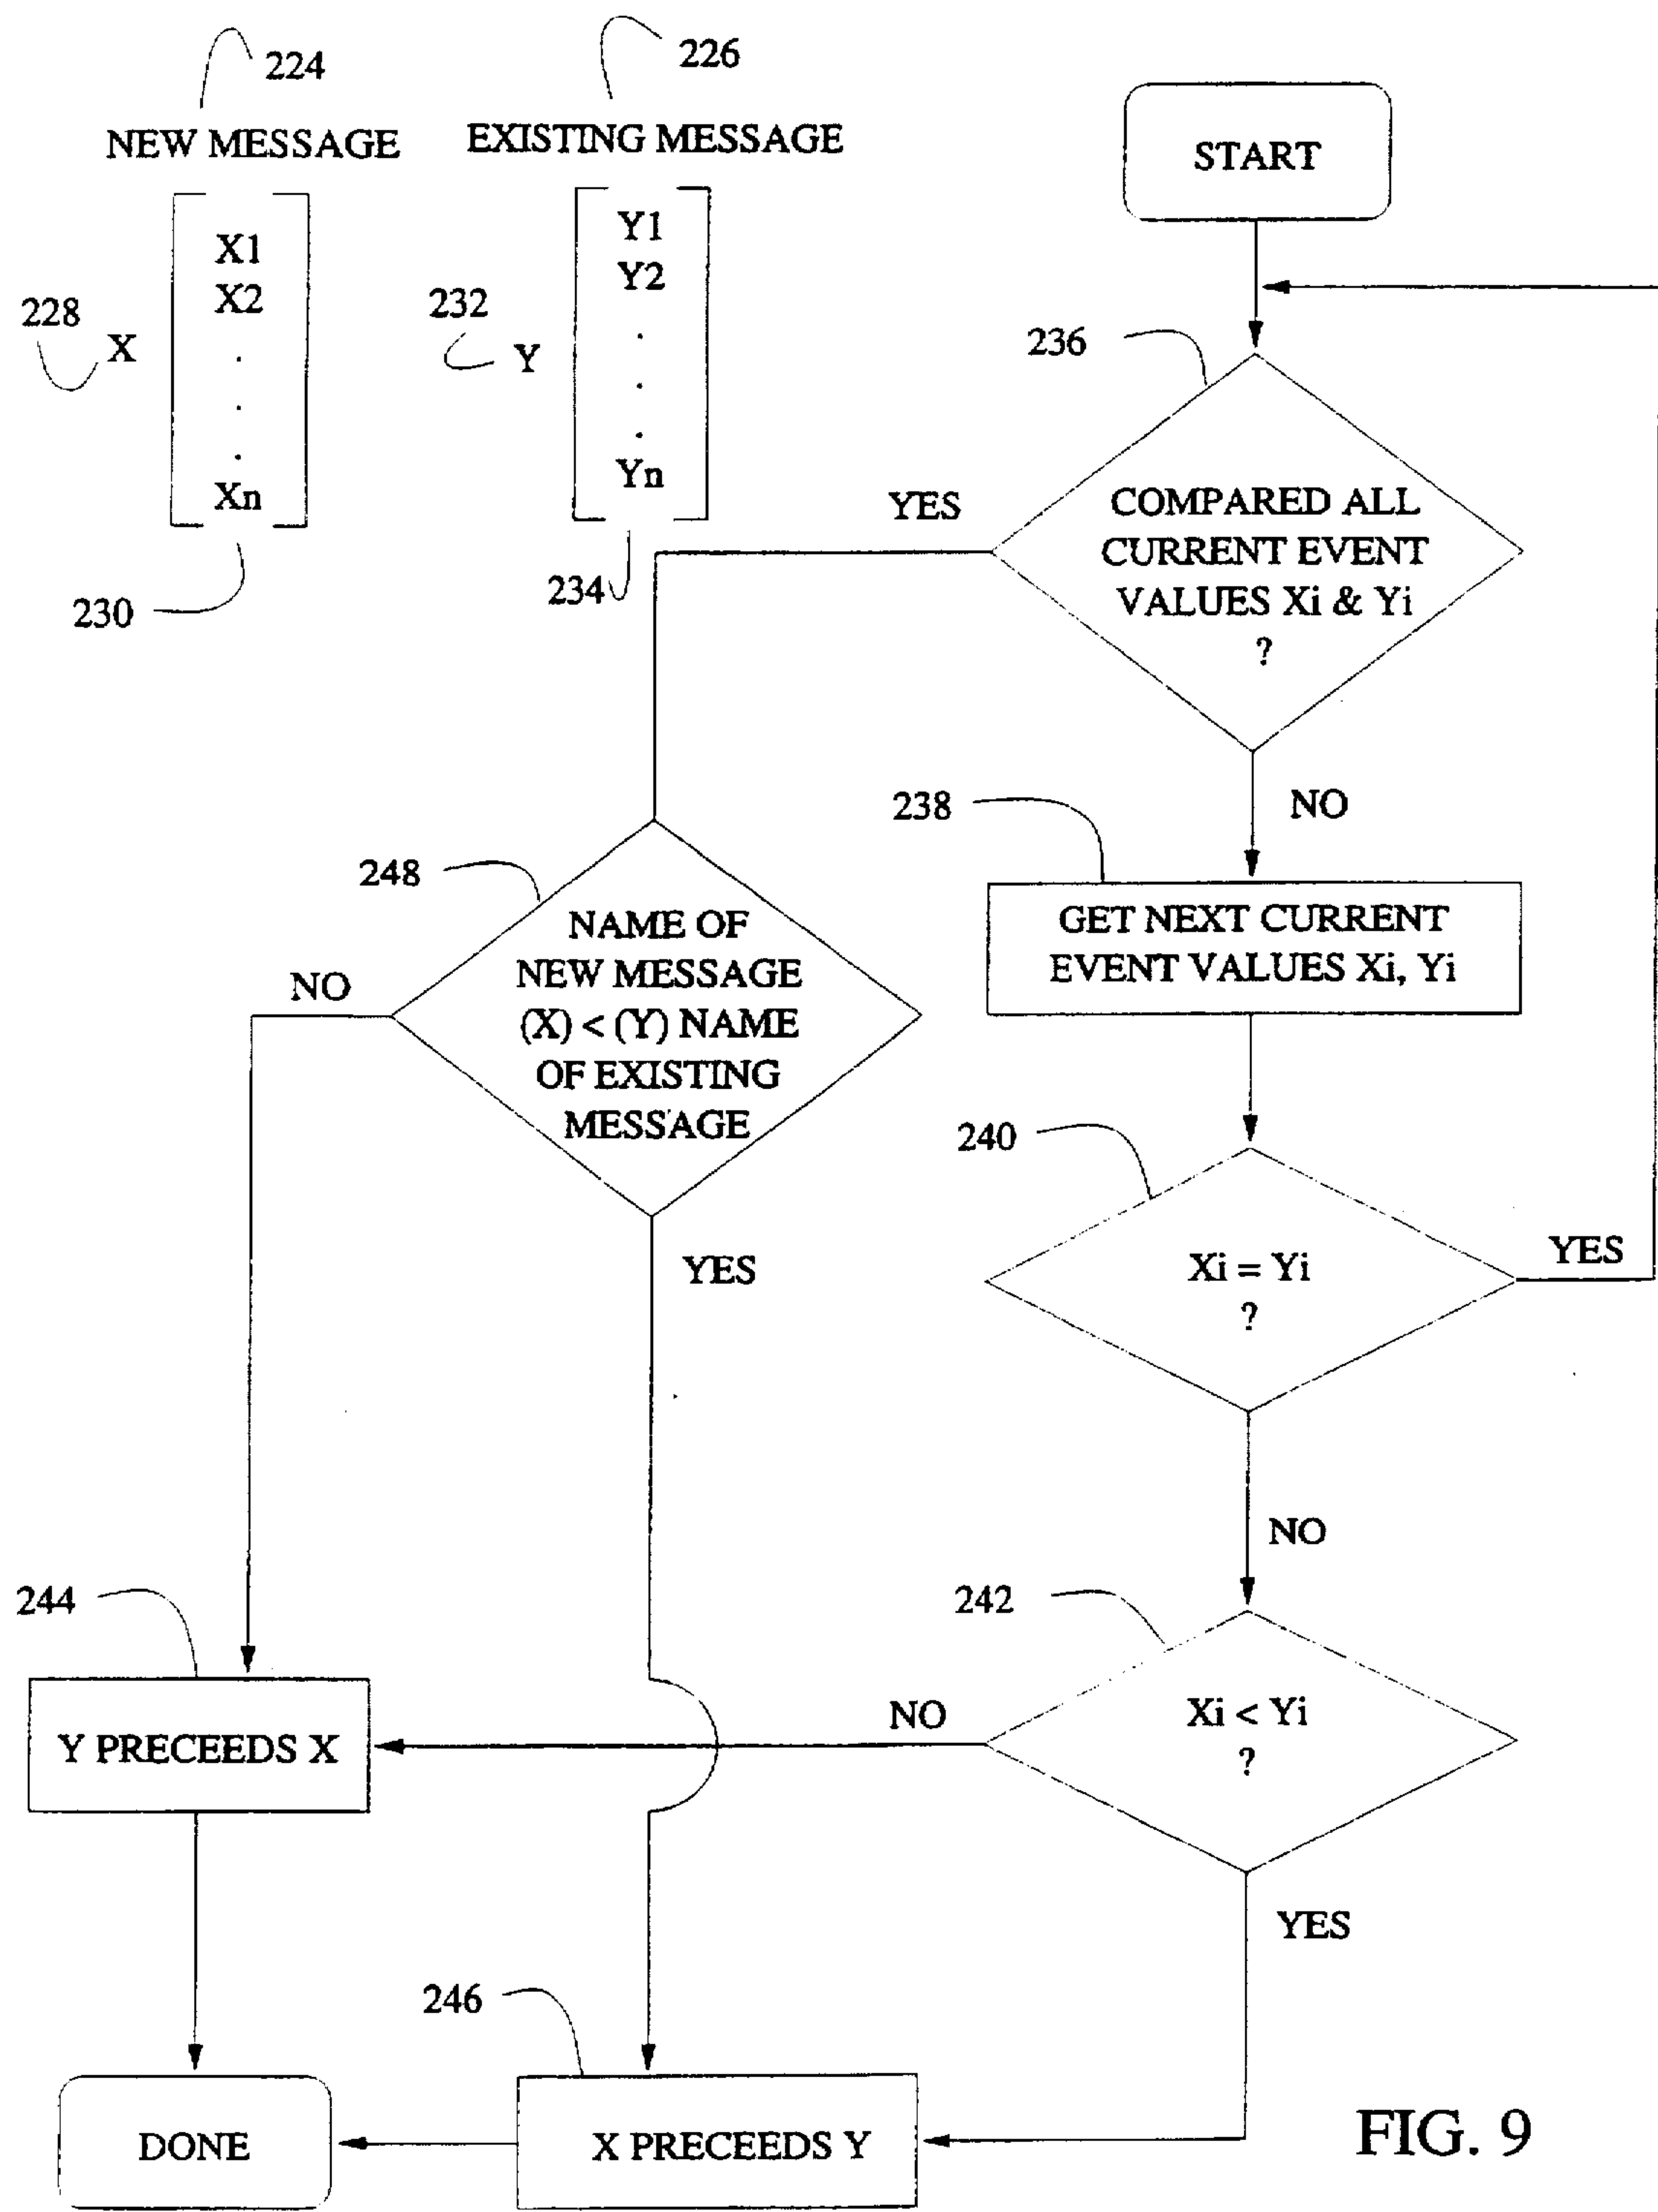 224
NEW MESSAGE
X1
X2
.
.
.
Xn
228
X
230
226
EXISTING MESSAGE
Y1
Y2
.
.
.
Yn
232
Y
234
START
236
COMPARED ALL
CURRENT EVENT
VALUES Xi & Yi
?
YES
NO
238
GET NEXT CURRENT
EVENT VALUES Xi, Yi
248
NAME OF
NEW MESSAGE
(X) < (Y) NAME
OF EXISTING
MESSAGE
NO
YES
240
Xi = Yi
?
YES
NO
242
Xi < Yi
?
NO
YES
244
Y PRECEEDS X
246
X PRECEEDS Y
DONE
FIG. 9